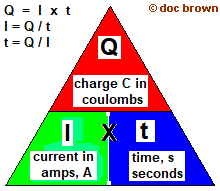 © doc brown
Q = I x t
I = Q / t
t = Q / I
Q
charge C in
coulombs
I X t
current in
amps, A
time, s
seconds